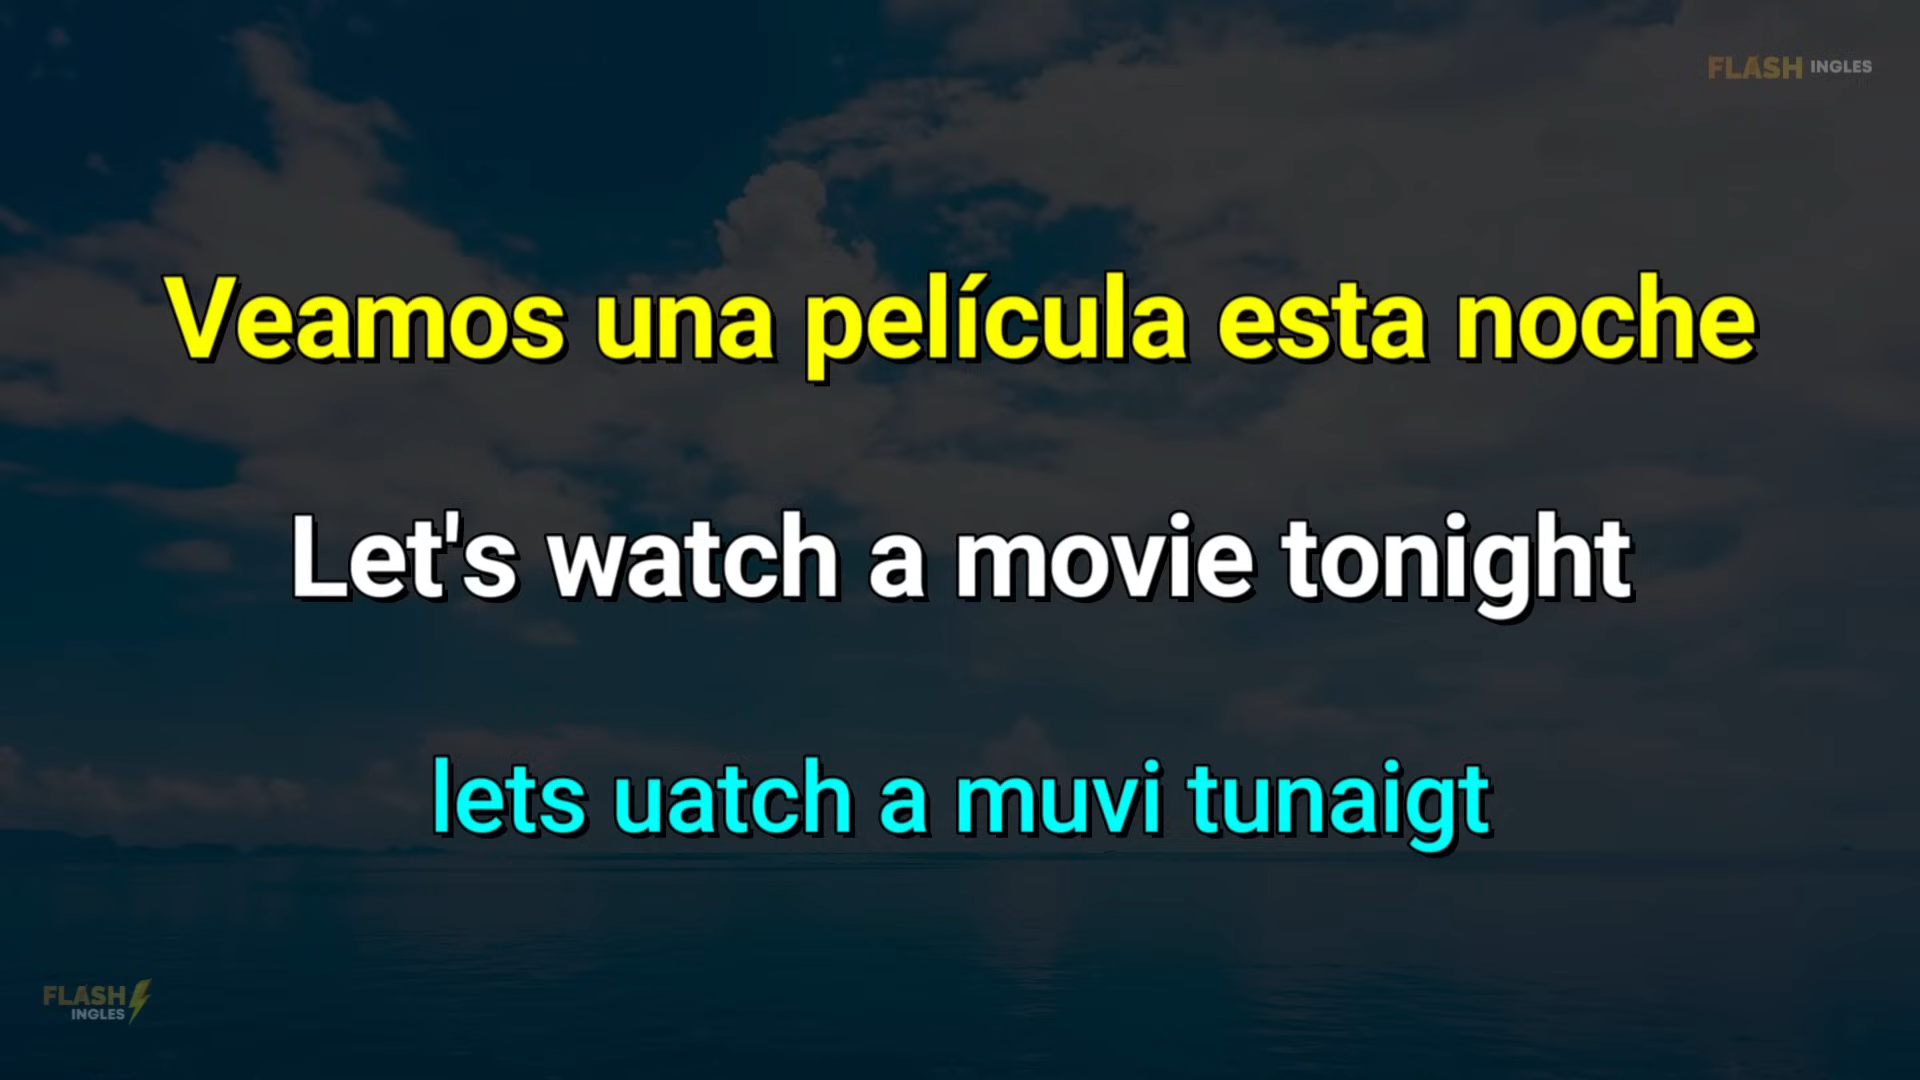 FLASH INGLES
Veamos una película esta noche
Let's watch a movie tonight
lets uatch a muvi tunaigt
FLASH
INGLES